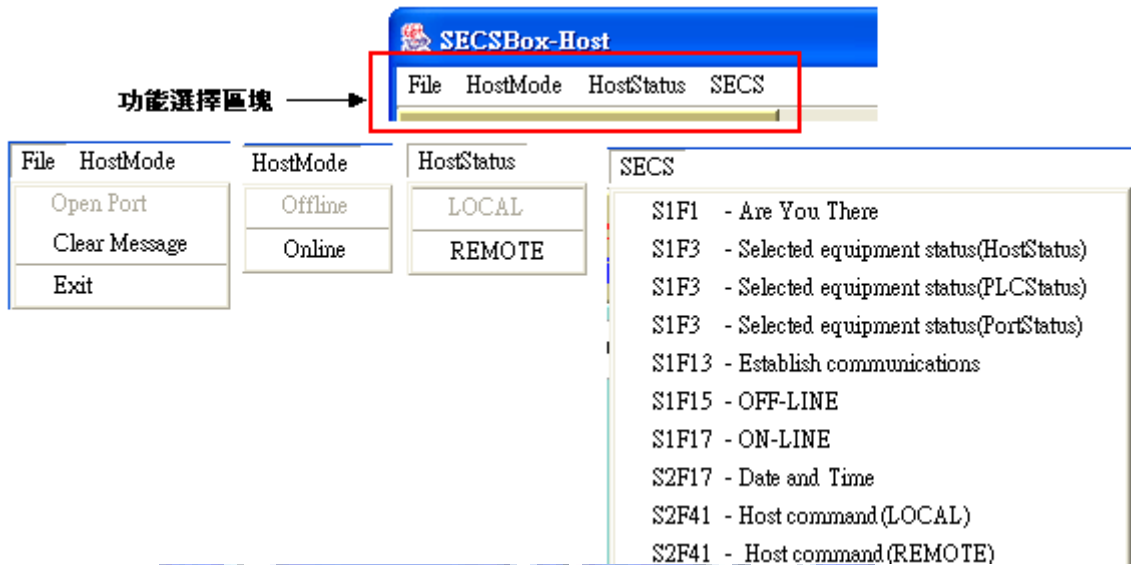 SECSBox-Host
File HostMode HostStatus SECS
功能選擇區塊
File HostMode
Open Port
Clear Message
Exit
HostMode
Offline
Online
HostStatus
LOCAL
REMOTE
SECS
S1F1 - Are You There
S1F3 - Selected equipment status(HostStatus)
S1F3 - Selected equipment status(PLCStatus)
S1F3 - Selected equipment status(PortStatus)
S1F13 - Establish communications
S1F15 - OFF-LINE
S1F17 - ON-LINE
S2F17 - Date and Time
S2F41 - Host command(LOCAL)
S2F41 - Host command(REMOTE)